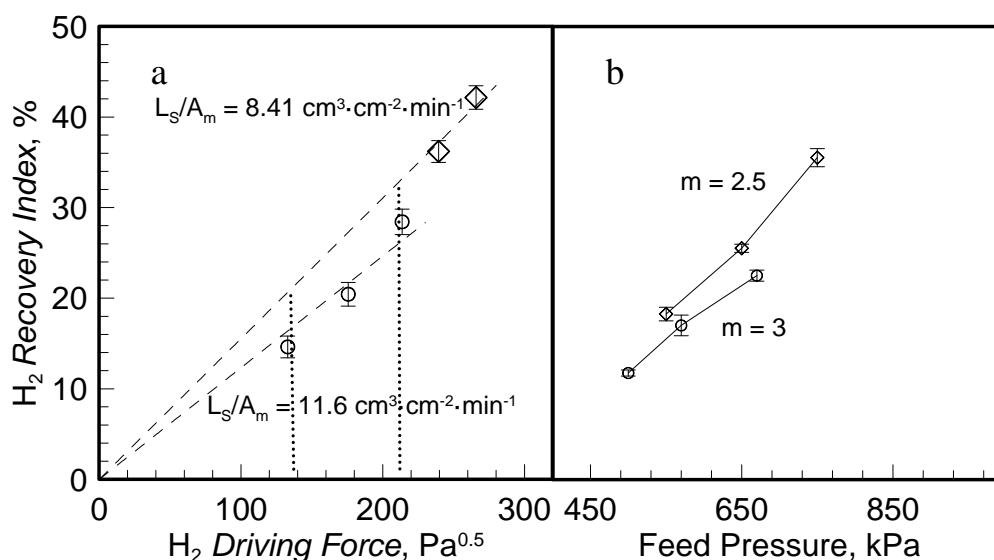 50
40
30
20
10
0
H₂ Recovery Index, %
a
L_S/A_m = 8.41 cm³·cm⁻²·min⁻¹
L_S/A_m = 11.6 cm³·cm⁻²·min⁻¹
0 100 200 300
H₂ Driving Force, Pa⁰·⁵
b
m = 2.5
m = 3
450 650 850
Feed Pressure, kPa